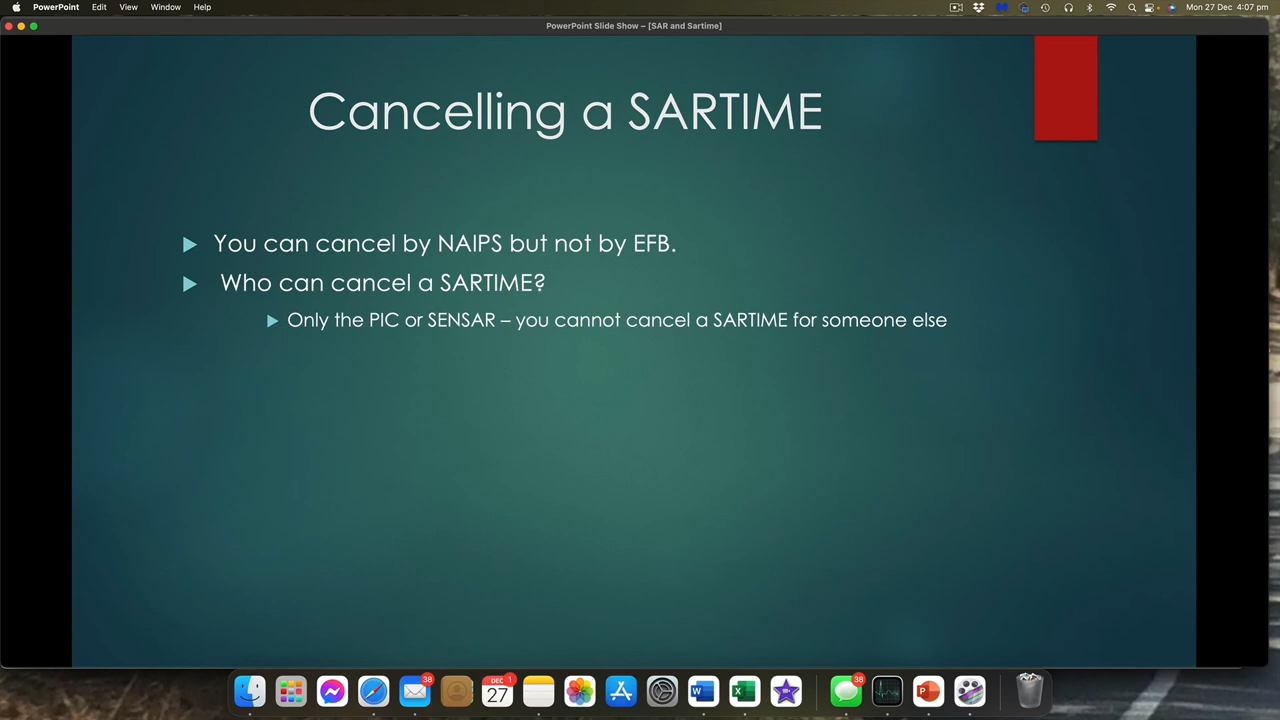 PowerPoint Edit View Window Help Mon 27 Dec 4:07 pm
PowerPoint Slide Show – [SAR and Sartime]
Cancelling a SARTIME
You can cancel by NAIPS but not by EFB.
Who can cancel a SARTIME?
Only the PIC or SENSAR – you cannot cancel a SARTIME for someone else
38 DEC 1 38
27